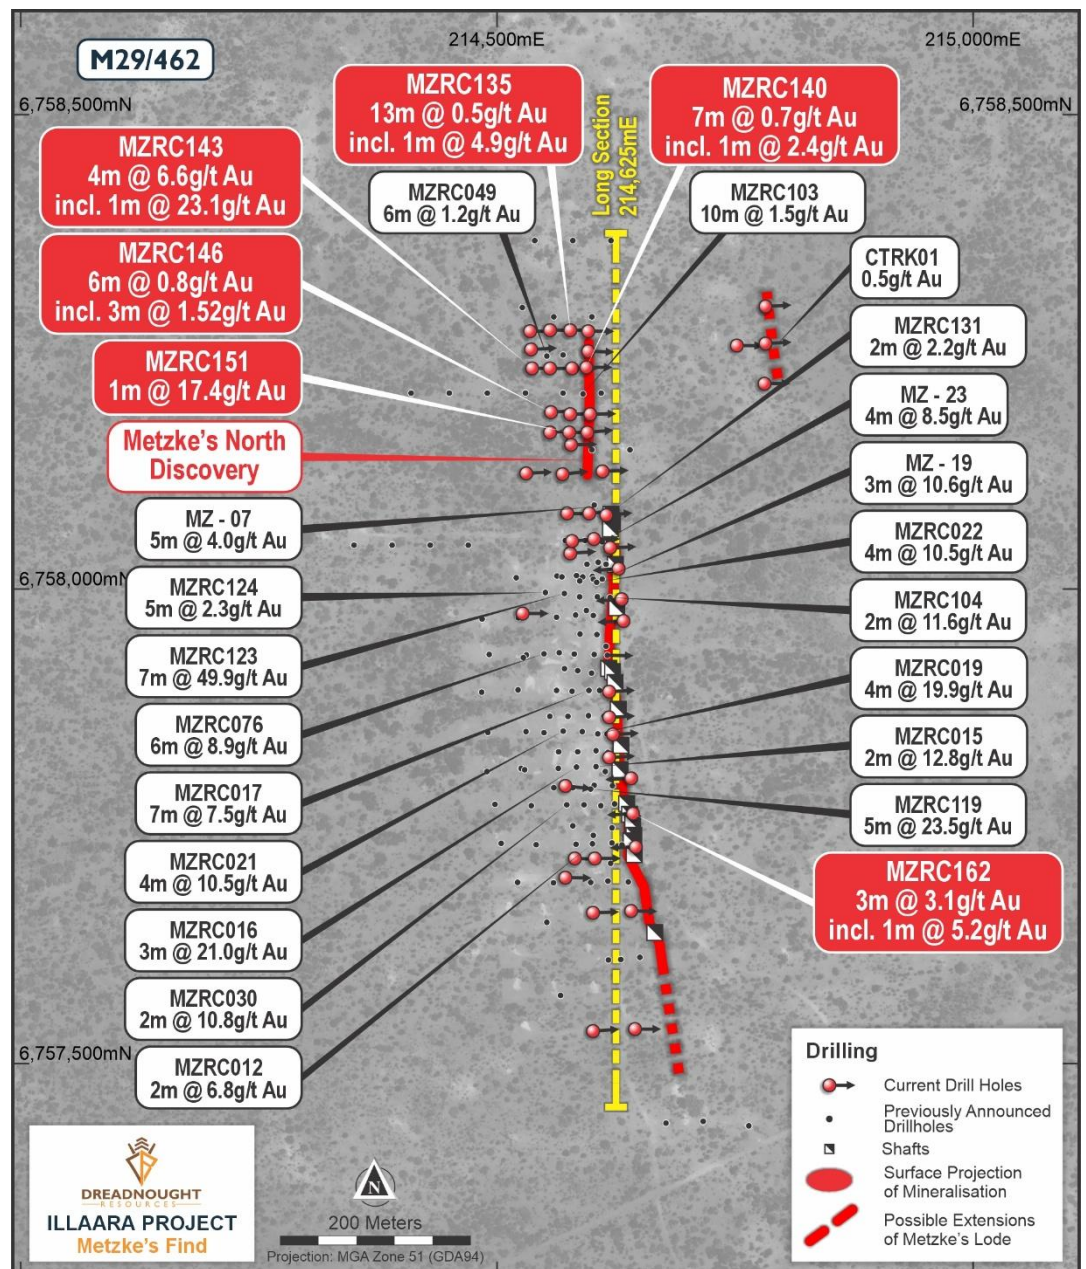 214,500mE
215,000mE
M29/462
6,758,500mN
6,758,500mN
MZRC135
13m @ 0.5g/t Au
incl. 1m @ 4.9g/t Au
MZRC140
7m @ 0.7g/t Au
incl. 1m @ 2.4g/t Au
MZRC143
4m @ 6.6g/t Au
incl. 1m @ 23.1g/t Au
MZRC049
6m @ 1.2g/t Au
Long Section
214,625mE
MZRC103
10m @ 1.5g/t Au
MZRC146
6m @ 0.8g/t Au
incl. 3m @ 1.52g/t Au
CTRK01
0.5g/t Au
MZRC131
2m @ 2.2g/t Au
MZRC151
1m @ 17.4g/t Au
MZ - 23
4m @ 8.5g/t Au
Metzke's North
Discovery
MZ - 19
3m @ 10.6g/t Au
MZ - 07
5m @ 4.0g/t Au
MZRC022
4m @ 10.5g/t Au
6,758,000mN
MZRC124
5m @ 2.3g/t Au
MZRC104
2m @ 11.6g/t Au
MZRC123
7m @ 49.9g/t Au
MZRC019
4m @ 19.9g/t Au
MZRC076
6m @ 8.9g/t Au
MZRC015
2m @ 12.8g/t Au
MZRC017
7m @ 7.5g/t Au
MZRC119
5m @ 23.5g/t Au
MZRC021
4m @ 10.5g/t Au
MZRC162
3m @ 3.1g/t Au
incl. 1m @ 5.2g/t Au
MZRC016
3m @ 21.0g/t Au
MZRC030
2m @ 10.8g/t Au
6,757,500mN
MZRC012
2m @ 6.8g/t Au
Drilling
Current Drill Holes
Previously Announced
Drillholes
Shafts
Surface Projection
of Mineralisation
Possible Extensions
of Metzke's Lode
DREADNOUGHT
RESOURCES
ILLAARA PROJECT
Metzke's Find
N
200 Meters
Projection: MGA Zone 51 (GDA94)